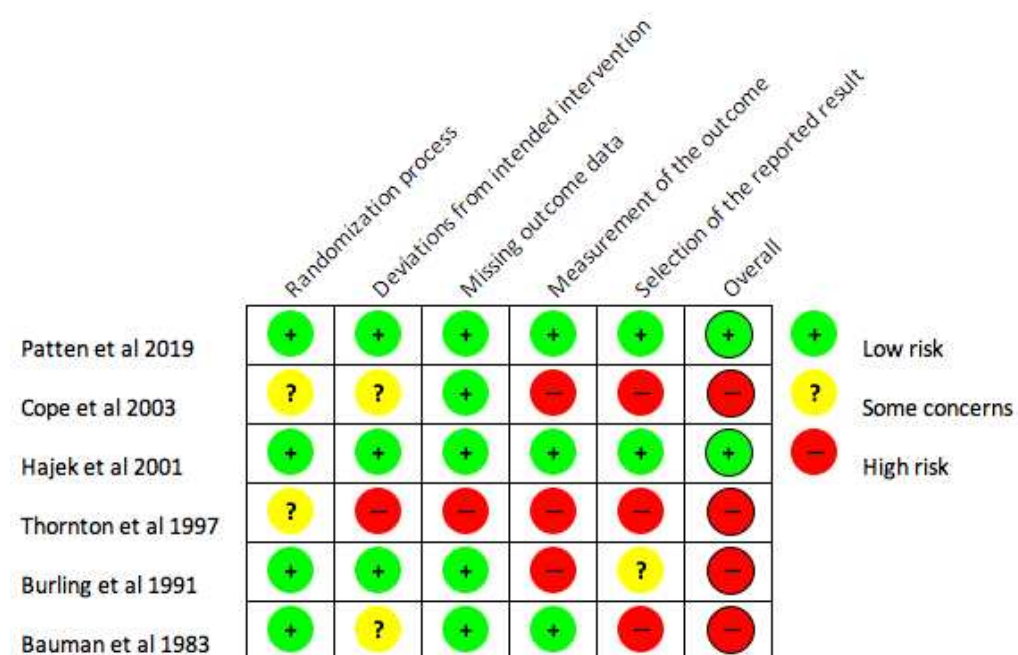 Randomization process
Deviations from intended intervention
Missing outcome data
Measurement of the outcome
Selection of the reported result
Overall
Patten et al 2019 + + + + + + + Low risk
Cope et al 2003 ? ? + − − − ? Some concerns
Hajek et al 2001 + + + + + + − High risk
Thornton et al 1997 ? − − − − −
Burling et al 1991 + + + − ? −
Bauman et al 1983 + ? + + − −